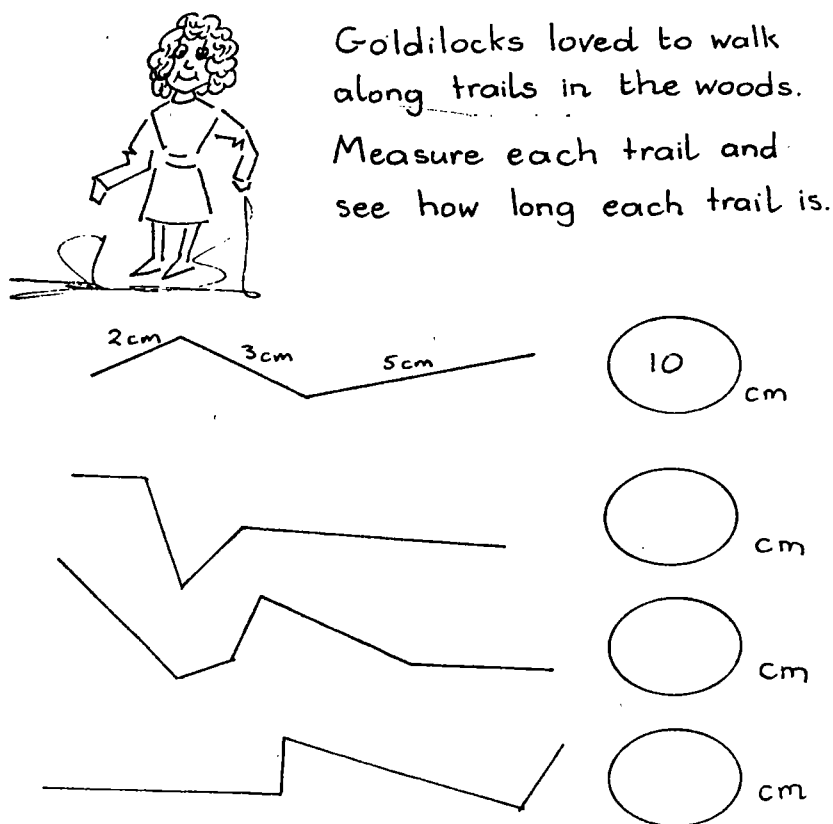 Goldilocks loved to walk
along trails in the woods.
Measure each trail and
see how long each trail is.
2cm 3cm 5cm 10 cm
cm
cm
cm